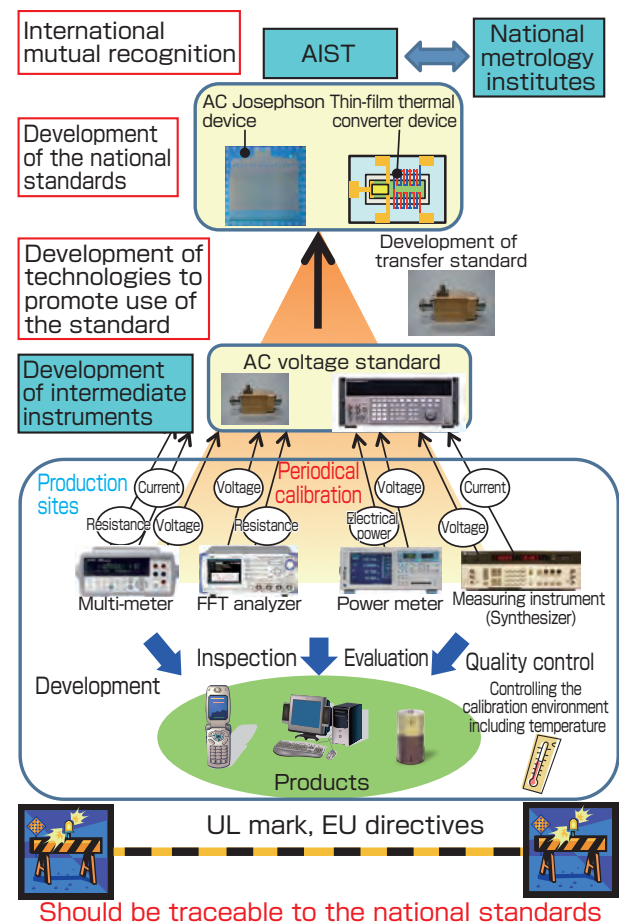 International
mutual recognition
AIST
National
metrology
institutes
AC Josephson
device
Thin-film thermal
converter device
Development
of the national
standards
Development of
transfer standard
Development of
technologies to
promote use of
the standard
AC voltage standard
Development
of intermediate
instruments
Production
sites
Periodical
calibration
Current
Voltage
Voltage
Current
Resistance
Voltage
Resistance
Electrical
power
Voltage
Multi-meter
FFT analyzer
Power meter
Measuring instrument
(Synthesizer)
Development
Inspection
Evaluation
Quality control
Controlling the
calibration environment
including temperature
Products
UL mark, EU directives
Should be traceable to the national standards